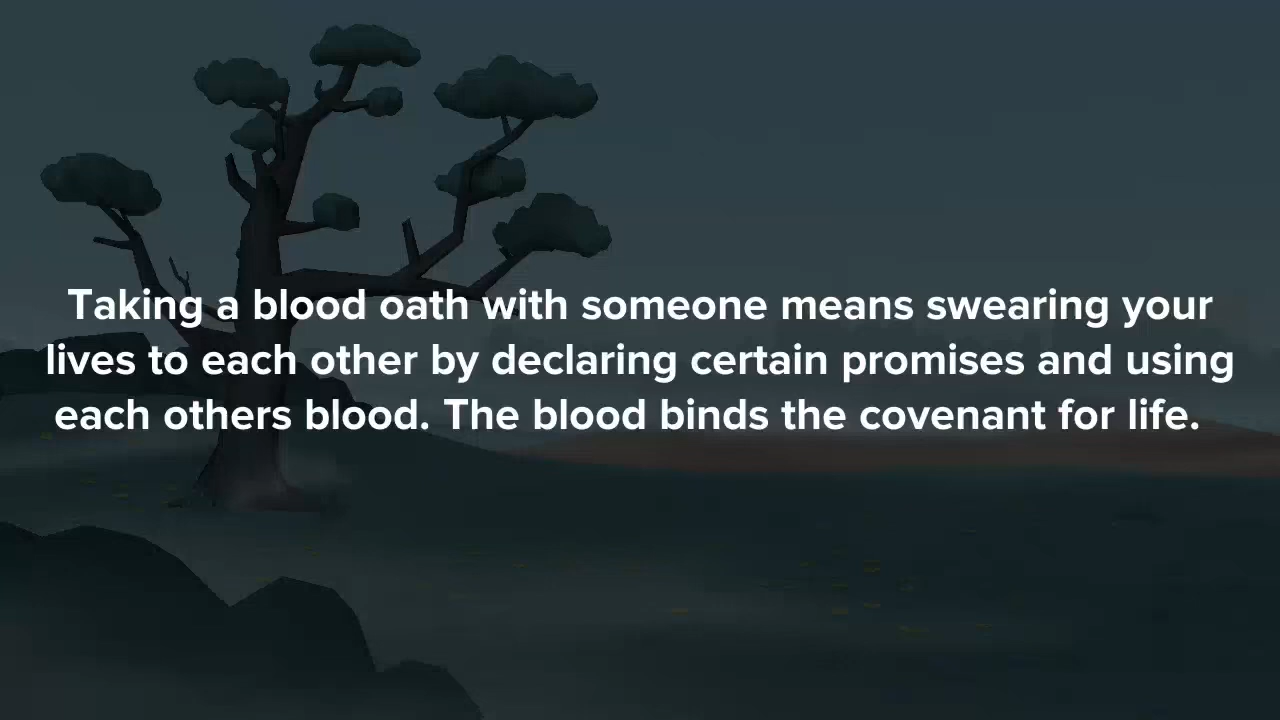 Taking a blood oath with someone means swearing your
lives to each other by declaring certain promises and using
each others blood. The blood binds the covenant for life.